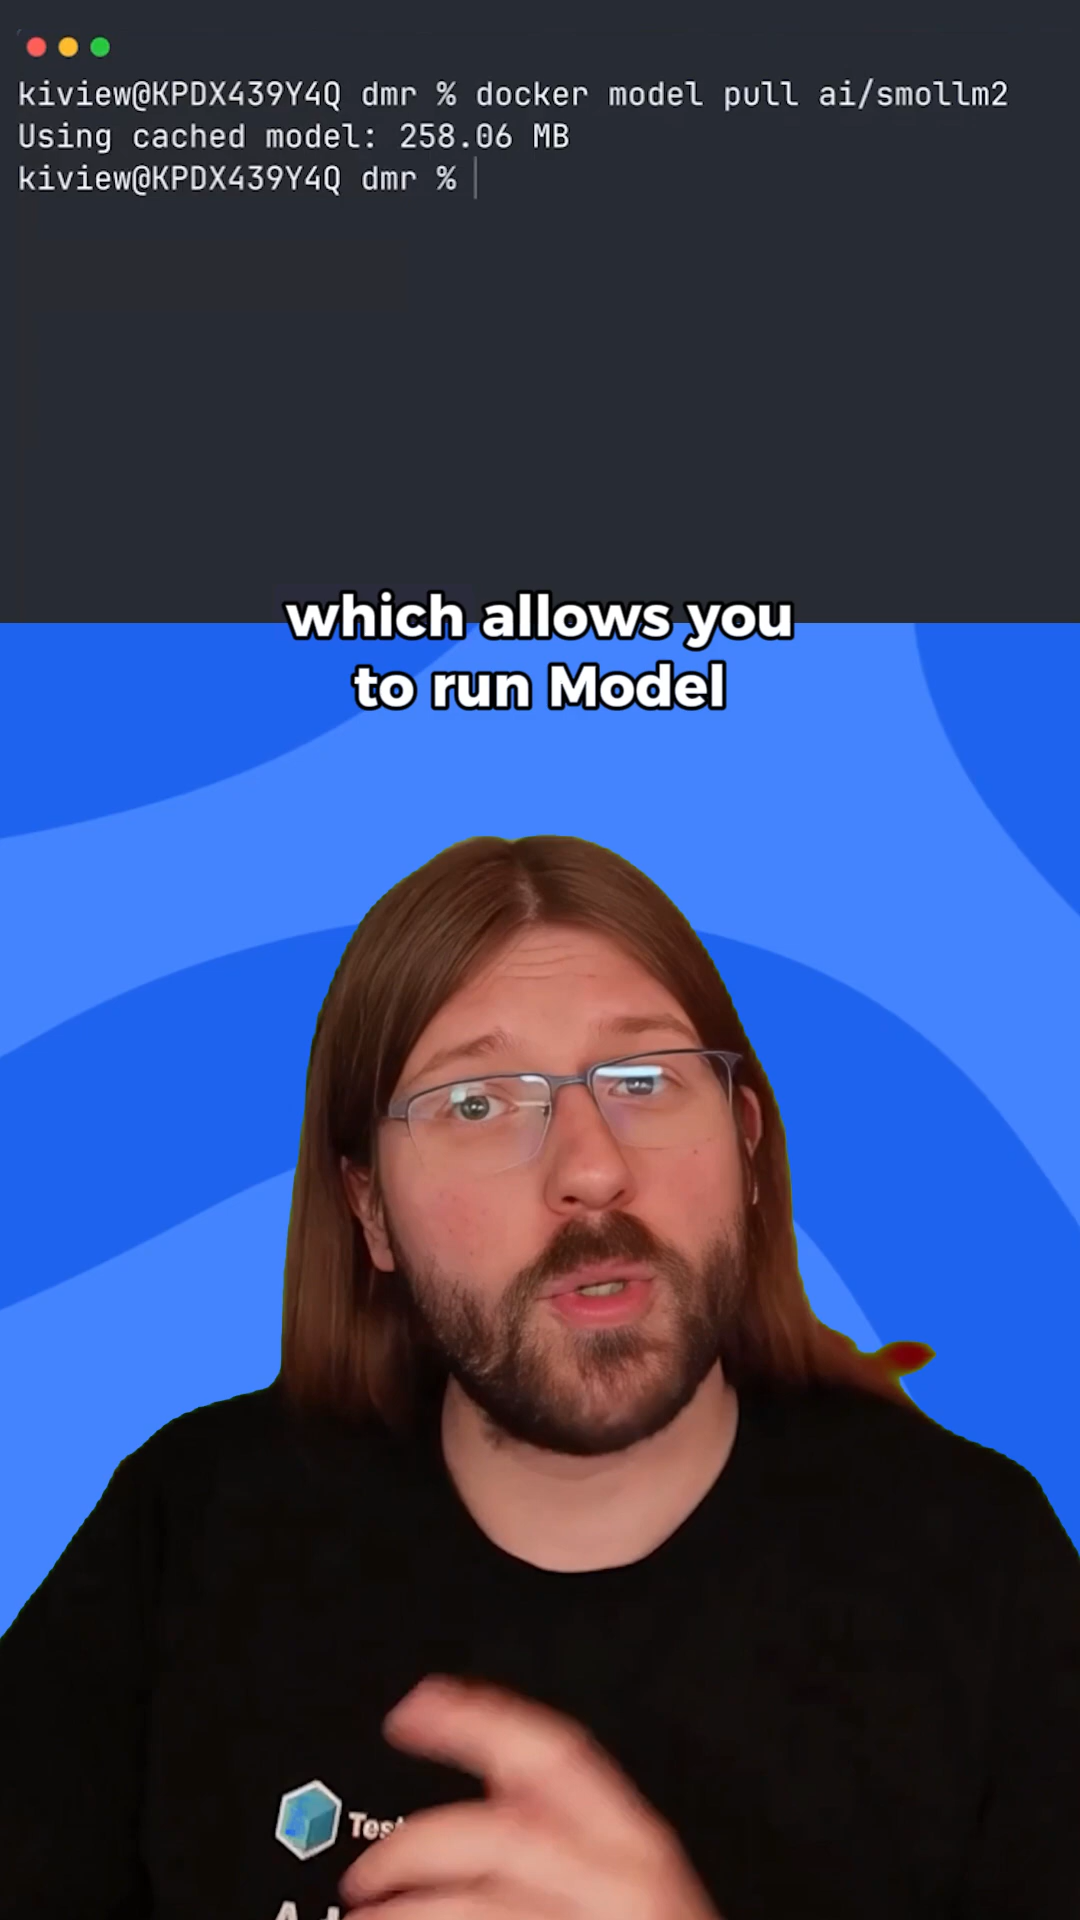 kiview@KPDX439Y4Q dmr % docker model pull ai/smollm2
Using cached model: 258.06 MB
kiview@KPDX439Y4Q dmr %
which allows you
to run Model